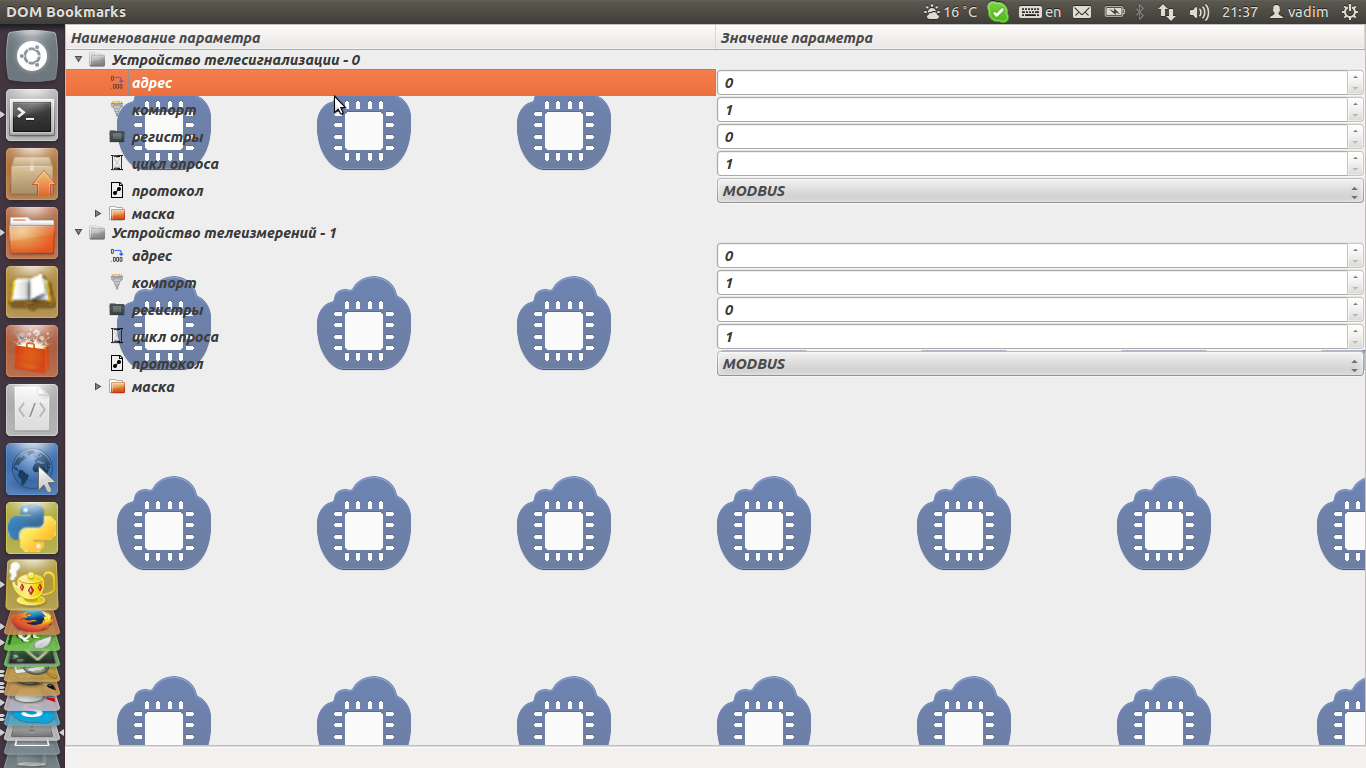 DOM Bookmarks
16 °C
en
21:37
vadim
Наименование параметра
Значение параметра
Устройство телесигнализации - 0
адрес
0
компорт
1
регистры
0
цикл опроса
1
протокол
MODBUS
маска
Устройство телеизмерений - 1
адрес
0
компорт
1
регистры
0
цикл опроса
1
протокол
MODBUS
маска